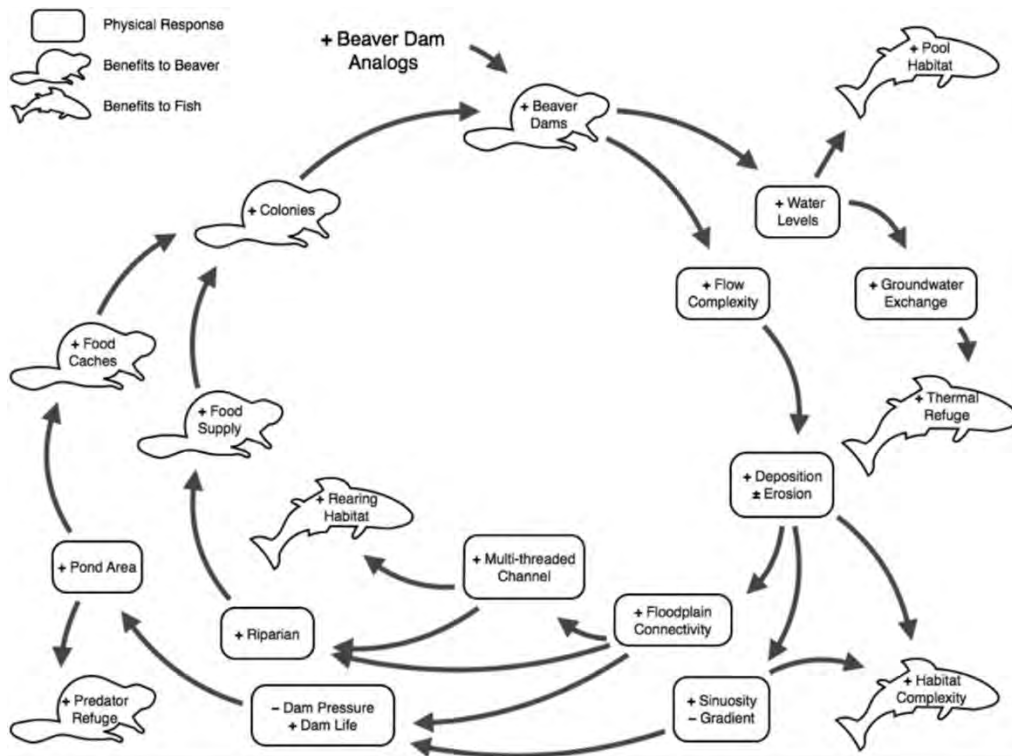 Physical Response
Benefits to Beaver
Benefits to Fish
+ Beaver Dam
Analogs
+ Beaver
Dams
+ Pool
Habitat
+ Water
Levels
+ Colonies
+ Flow
Complexity
+ Groundwater
Exchange
+ Food
Caches
+ Thermal
Refuge
+ Food
Supply
+ Deposition
± Erosion
+ Rearing
Habitat
+ Pond Area
+ Multi-threaded
Channel
+ Riparian
+ Floodplain
Connectivity
+ Predator
Refuge
− Dam Pressure
+ Dam Life
+ Sinuosity
− Gradient
+ Habitat
Complexity